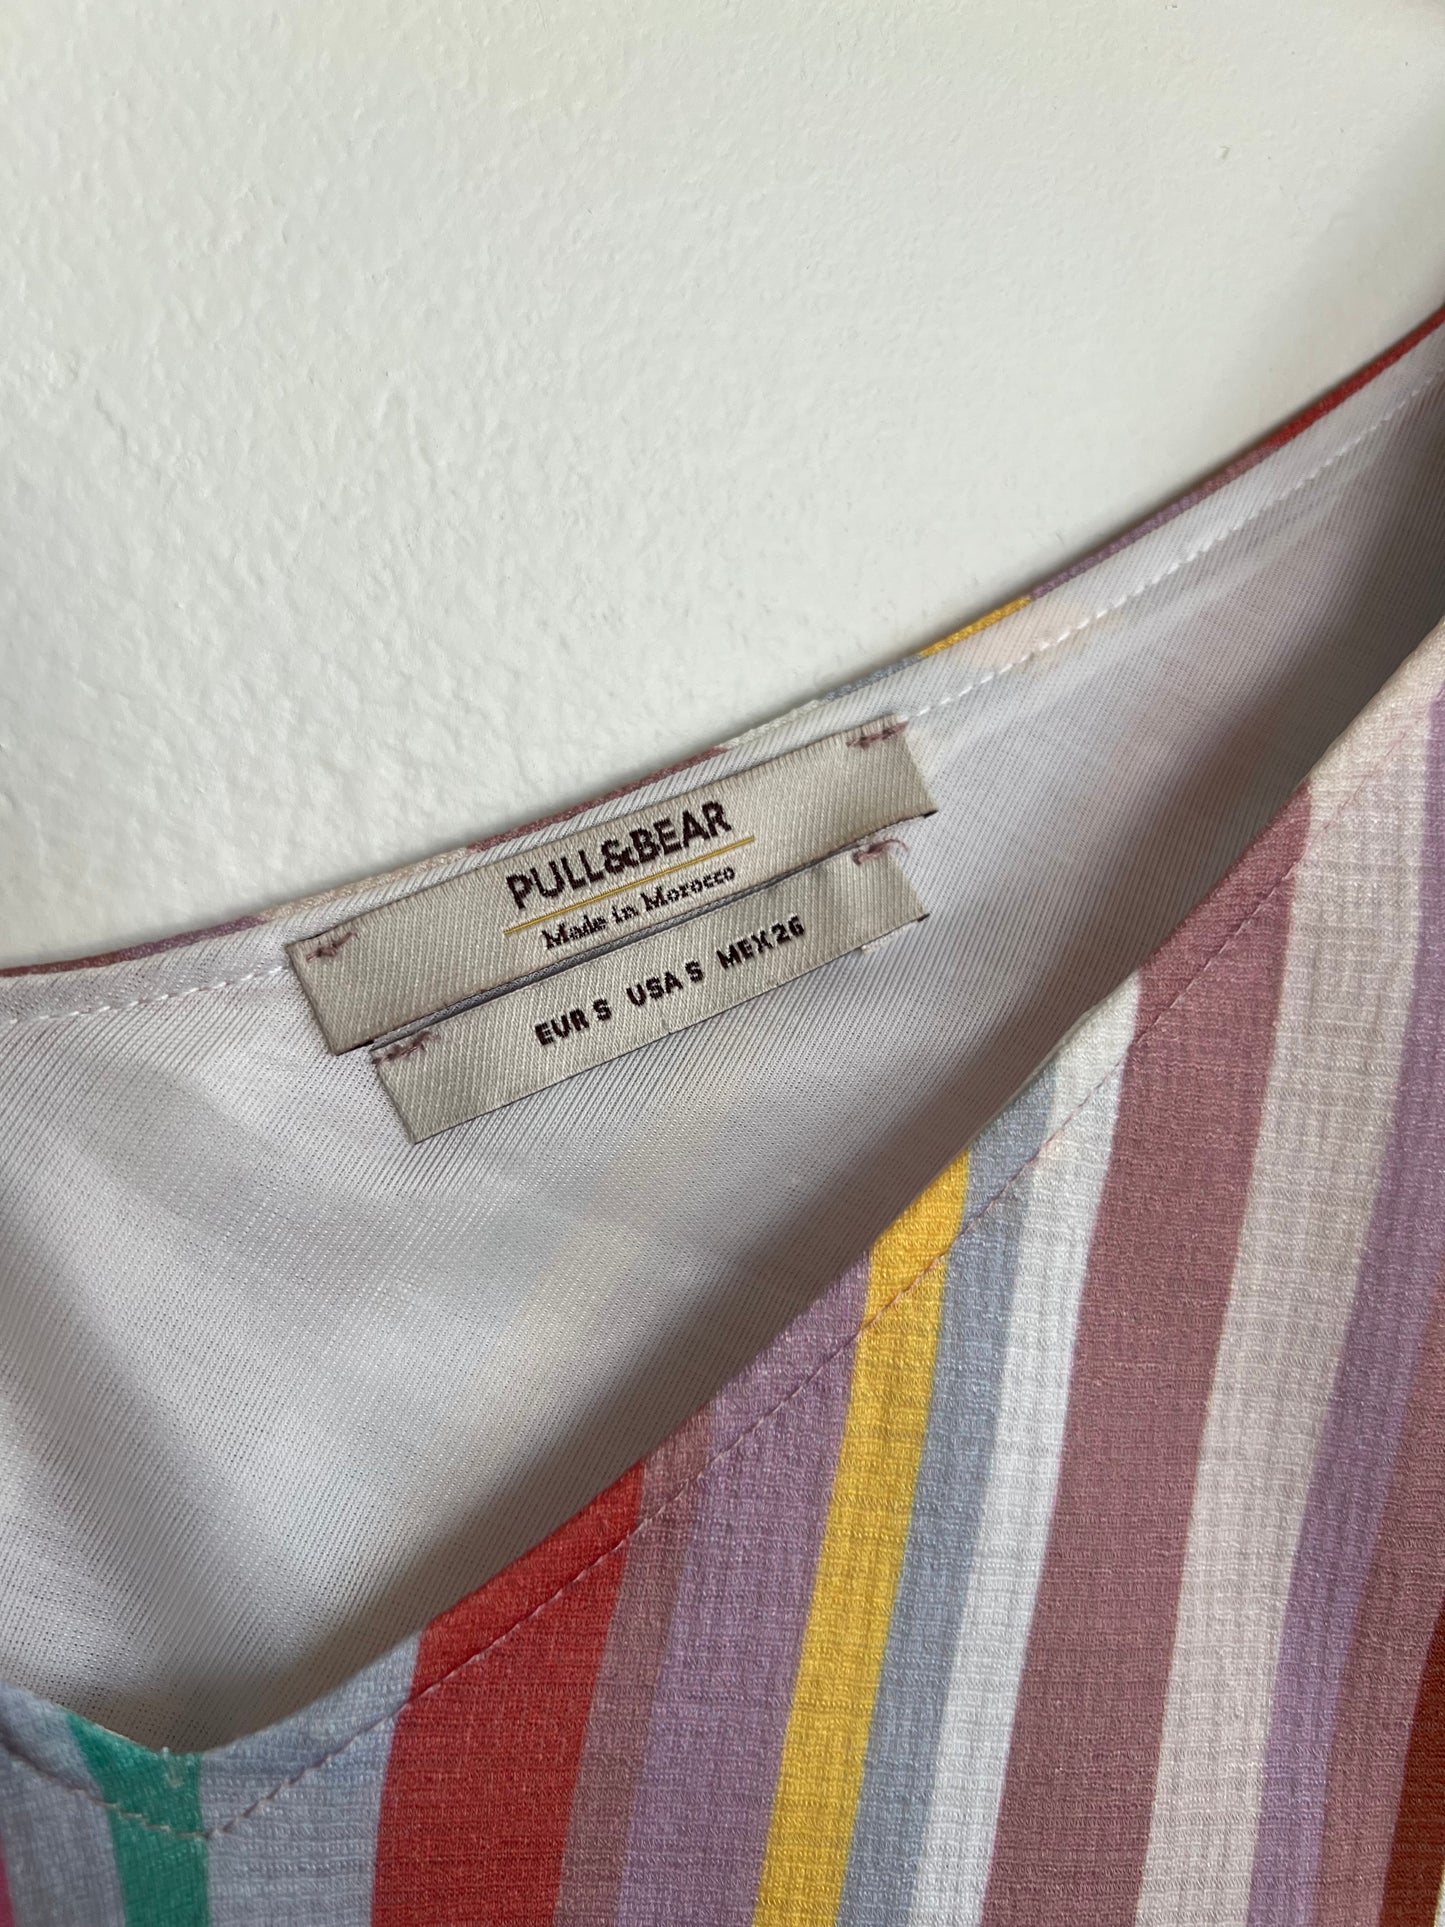 PULL&BEAR
Made in Morocco
EUR S USA S MEX 26